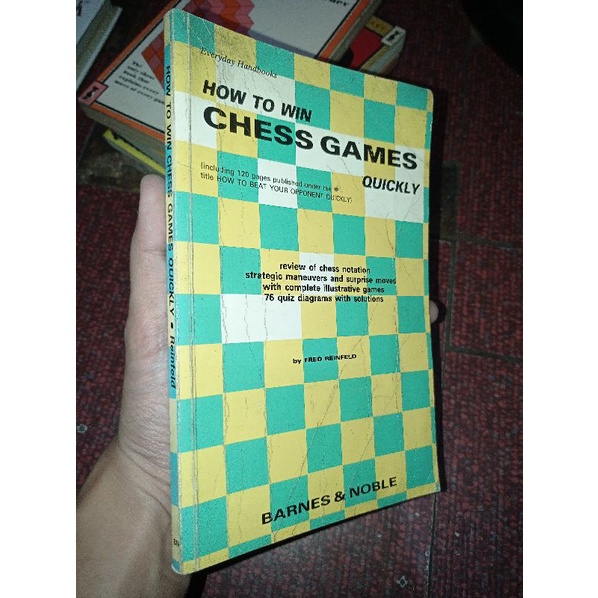 Everyday Handbooks
HOW TO WIN
CHESS GAMES
QUICKLY
(including 120 pages published under the
title HOW TO BEAT YOUR OPPONENT QUICKLY)
review of chess notation
strategic maneuvers and surprise moves
with complete illustrative games
76 quiz diagrams with solutions
by FRED REINFELD
BARNES & NOBLE
HOW TO WIN CHESS GAMES QUICKLY • Reinfeld